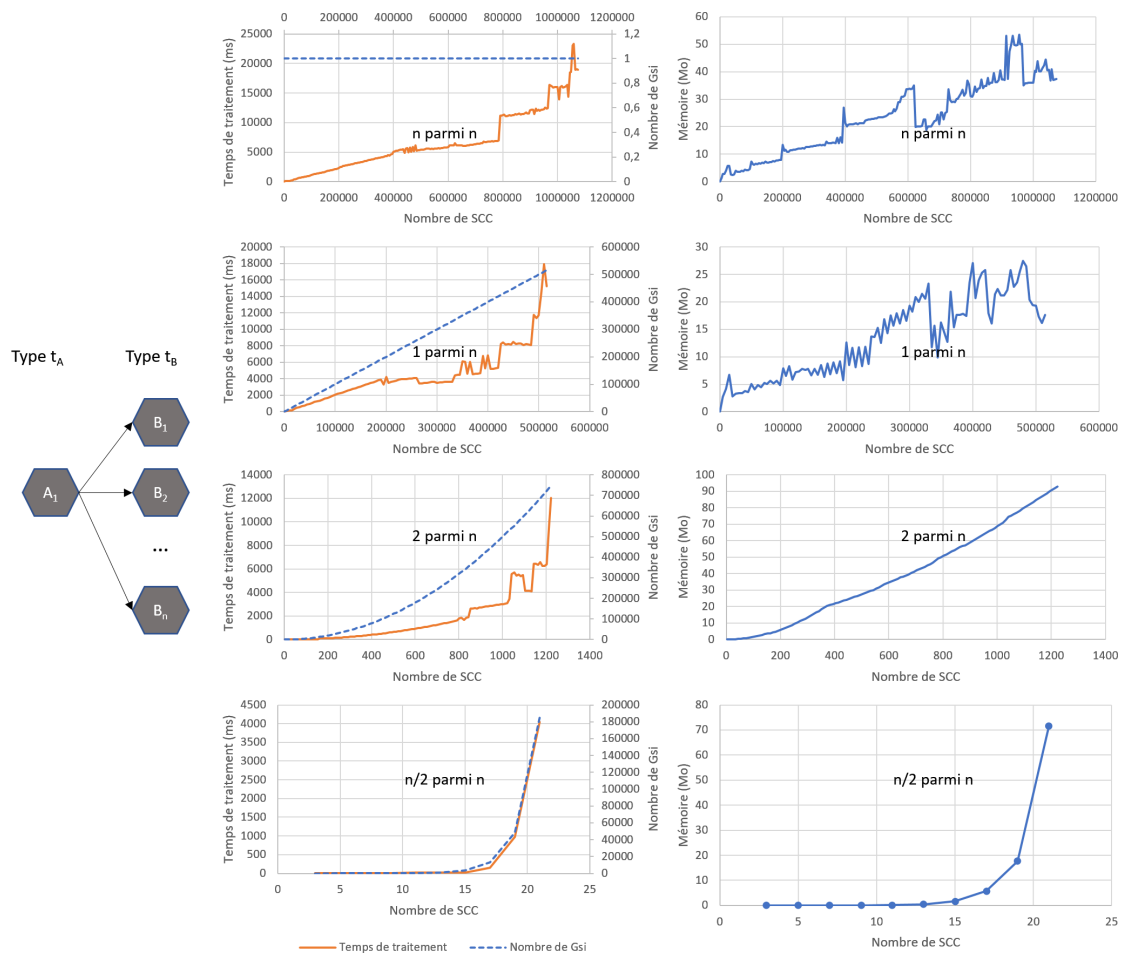 Type tA
Type tB
A1
B1
B2
...
Bn
0 200000 400000 600000 800000 1000000 1200000
25000
20000
15000
10000
5000
0
1,2
1
0,8
0,6
0,4
0,2
0
0 200000 400000 600000 800000 1000000 1200000
Temps de traitement (ms)
Nombre de Gsi
Nombre de SCC
n parmi n
60
50
40
30
20
10
0
0 200000 400000 600000 800000 1000000 1200000
Mémoire (Mo)
Nombre de SCC
n parmi n
20000
18000
16000
14000
12000
10000
8000
6000
4000
2000
0
600000
500000
400000
300000
200000
100000
0
0 100000 200000 300000 400000 500000 600000
Temps de traitement (ms)
Nombre de Gsi
Nombre de SCC
1 parmi n
30
25
20
15
10
5
0
0 100000 200000 300000 400000 500000 600000
Mémoire (Mo)
Nombre de SCC
1 parmi n
14000
12000
10000
8000
6000
4000
2000
0
800000
700000
600000
500000
400000
300000
200000
100000
0
0 200 400 600 800 1000 1200 1400
Temps de traitement (ms)
Nombre de Gsi
Nombre de SCC
2 parmi n
100
90
80
70
60
50
40
30
20
10
0
0 200 400 600 800 1000 1200 1400
Mémoire (Mo)
Nombre de SCC
2 parmi n
4500
4000
3500
3000
2500
2000
1500
1000
500
0
200000
180000
160000
140000
120000
100000
80000
60000
40000
20000
0
0 5 10 15 20 25
Temps de traitement (ms)
Nombre de Gsi
Nombre de SCC
n/2 parmi n
80
70
60
50
40
30
20
10
0
0 5 10 15 20 25
Mémoire (Mo)
Nombre de SCC
n/2 parmi n
Temps de traitement
Nombre de Gsi